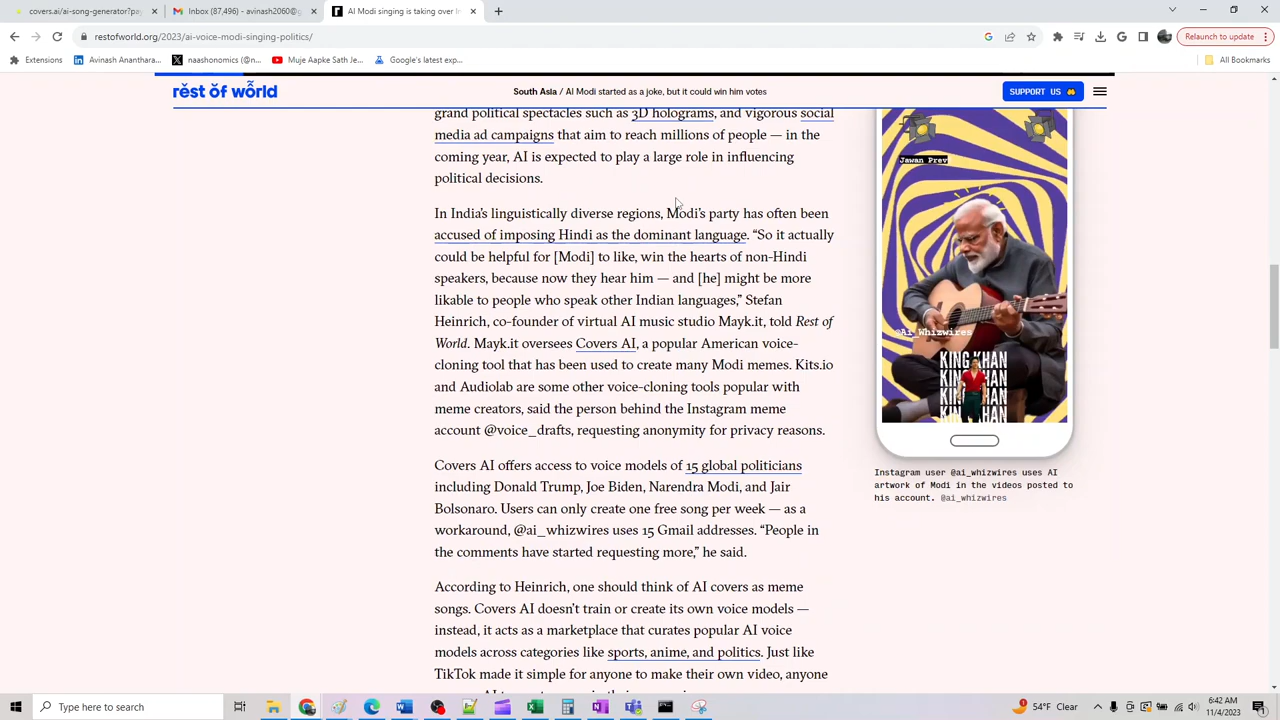 covers.ai/ai-song-generator?pay
Inbox (87,496) - avinash2060@g
AI Modi singing is taking over In
restofworld.org/2023/ai-voice-modi-singing-politics/
Relaunch to update
Extensions
Avinash Ananthara...
naashonomics (@n...
Muje Aapke Sath Je...
Google's latest exp...
All Bookmarks
rest of world
South Asia / AI Modi started as a joke, but it could win him votes
SUPPORT US
grand political spectacles such as 3D holograms, and vigorous social
media ad campaigns that aim to reach millions of people — in the
coming year, AI is expected to play a large role in influencing
political decisions.
In India’s linguistically diverse regions, Modi’s party has often been
accused of imposing Hindi as the dominant language. “So it actually
could be helpful for [Modi] to like, win the hearts of non-Hindi
speakers, because now they hear him — and [he] might be more
likable to people who speak other Indian languages,” Stefan
Heinrich, co-founder of virtual AI music studio Mayk.it, told Rest of
World. Mayk.it oversees Covers AI, a popular American voice-
cloning tool that has been used to create many Modi memes. Kits.io
and Audiolab are some other voice-cloning tools popular with
meme creators, said the person behind the Instagram meme
account @voice_drafts, requesting anonymity for privacy reasons.
Covers AI offers access to voice models of 15 global politicians
including Donald Trump, Joe Biden, Narendra Modi, and Jair
Bolsonaro. Users can only create one free song per week — as a
workaround, @ai_whizwires uses 15 Gmail addresses. “People in
the comments have started requesting more,” he said.
According to Heinrich, one should think of AI covers as meme
songs. Covers AI doesn’t train or create its own voice models —
instead, it acts as a marketplace that curates popular AI voice
models across categories like sports, anime, and politics. Just like
TikTok made it simple for anyone to make their own video, anyone
Jawan Prev
@Ai_Whizwires
KING KHAN
Instagram user @ai_whizwires uses AI
artwork of Modi in the videos posted to
his account. @ai_whizwires
Type here to search
54°F Clear
6:42 AM
11/4/2023